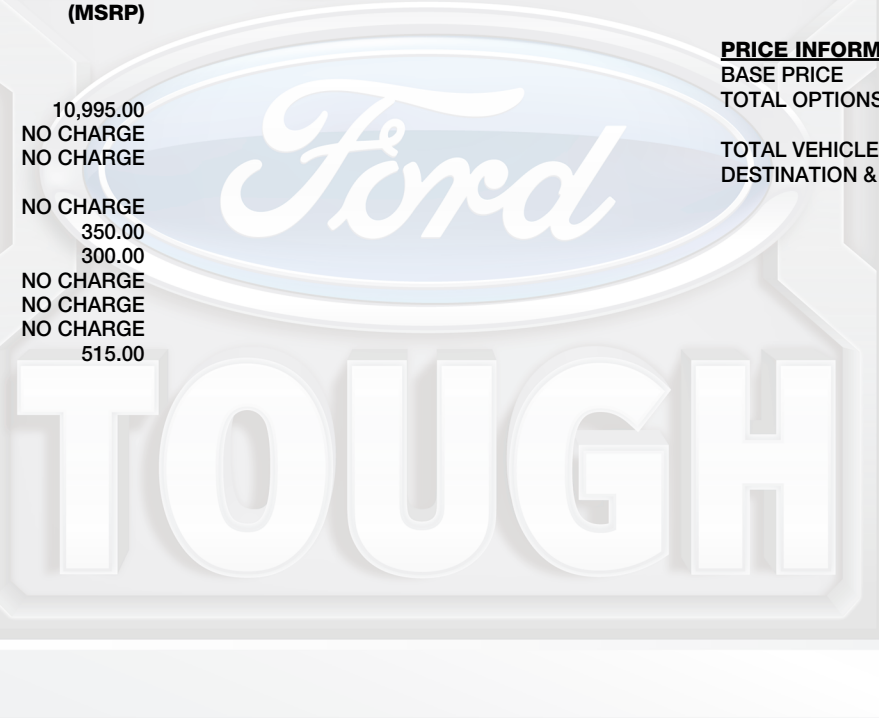 (MSRP)
10,995.00
NO CHARGE
NO CHARGE
NO CHARGE
350.00
300.00
NO CHARGE
NO CHARGE
NO CHARGE
515.00
PRICE INFORM
BASE PRICE
TOTAL OPTIONS
TOTAL VEHICLE
DESTINATION &
Ford
TOUGH